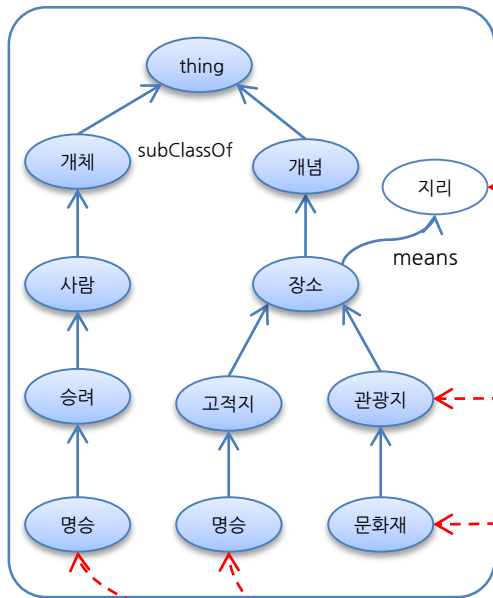 thing
개체
subClassOf
개념
지리
means
사람
장소
승려
고적지
관광지
명승
명승
문화재